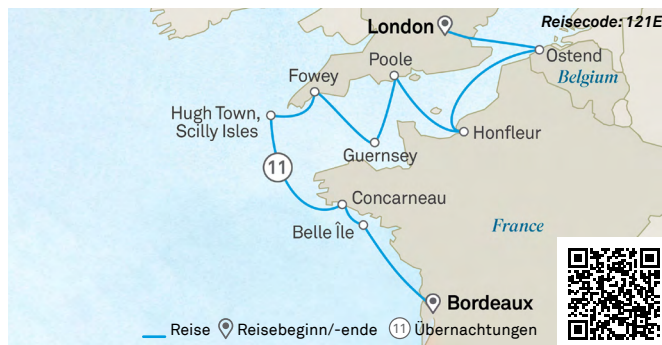 London
Reisecode: 121E
Ostend
Belgium
Poole
Fowey
Hugh Town,
Scilly Isles
Honfleur
Guernsey
11
Concarneau
Belle Île
France
Bordeaux
Reise Reisebeginn/-ende 11 Übernachtungen